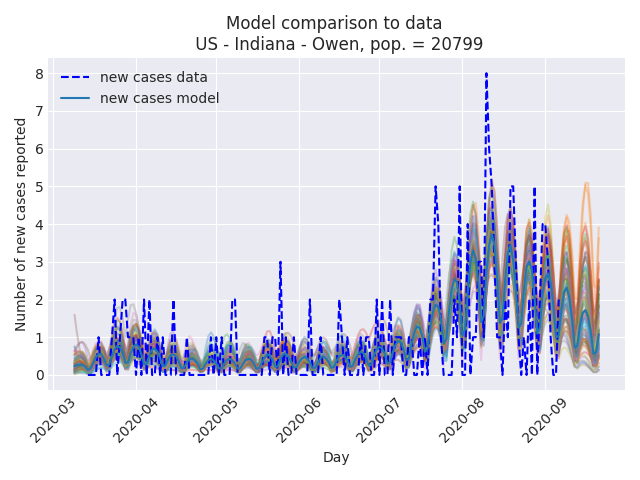 Model comparison to data
US - Indiana - Owen, pop. = 20799
new cases data
new cases model
Number of new cases reported
8
7
6
5
4
3
2
1
0
2020-03
2020-04
2020-05
2020-06
2020-07
2020-08
2020-09
Day